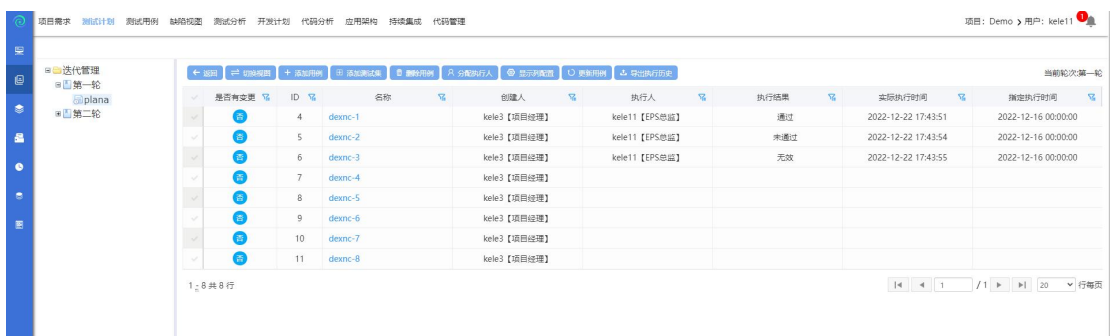 项目需求 测试计划 测试用例 缺陷视图 测试分析 开发计划 代码分析 应用架构 持续集成 代码管理 项目: Demo 用户: kele11 1
迭代管理
第一轮
plana
第二轮
返回 切换视图 添加用例 添加测试集 删除用例 分配执行人 显示列配置 更新用例 导出执行历史 当前轮次:第一轮
是否有变更 ID 名称 创建人 执行人 执行结果 实际执行时间 指定执行时间
否 4 dexnc-1 kele3【项目经理】 kele11【EPS总监】 通过 2022-12-22 17:43:51 2022-12-16 00:00:00
否 5 dexnc-2 kele3【项目经理】 kele11【EPS总监】 未通过 2022-12-22 17:43:54 2022-12-16 00:00:00
否 6 dexnc-3 kele3【项目经理】 kele11【EPS总监】 无效 2022-12-22 17:43:55 2022-12-16 00:00:00
否 7 dexnc-4 kele3【项目经理】
否 8 dexnc-5 kele3【项目经理】
否 9 dexnc-6 kele3【项目经理】
否 10 dexnc-7 kele3【项目经理】
否 11 dexnc-8 kele3【项目经理】
1 - 8 共 8 行 1 / 1 20 行每页